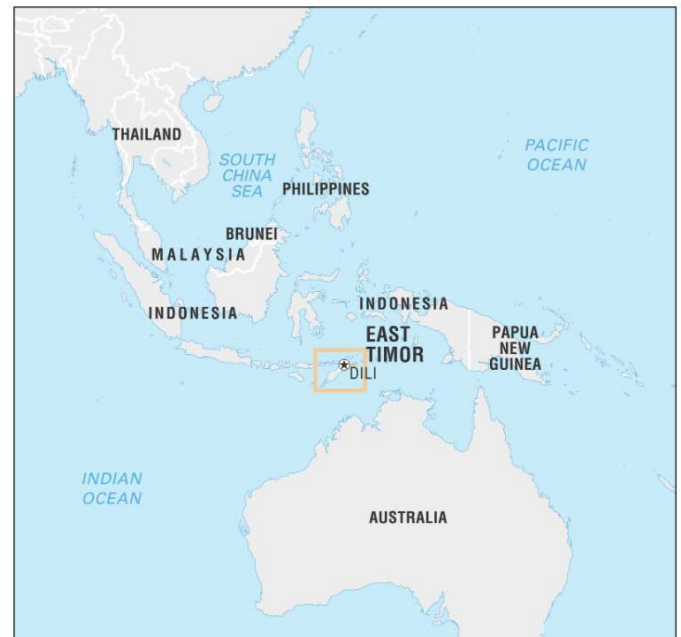 THAILAND
PACIFIC
OCEAN
SOUTH
CHINA
SEA
PHILIPPINES
BRUNEI
MALAYSIA
INDONESIA
INDONESIA
EAST
TIMOR
PAPUA
NEW
GUINEA
DILI
INDIAN
OCEAN
AUSTRALIA